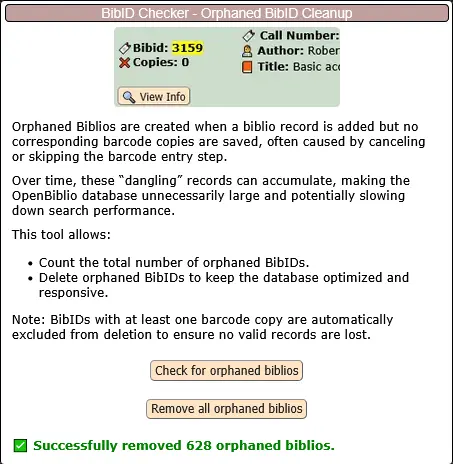 BibID Checker - Orphaned BibID Cleanup
Bibid: 3159
Copies: 0
View Info
Call Number:
Author: Rober
Title: Basic acc
Orphaned Biblios are created when a biblio record is added but no
corresponding barcode copies are saved, often caused by canceling
or skipping the barcode entry step.
Over time, these “dangling” records can accumulate, making the
OpenBiblio database unnecessarily large and potentially slowing
down search performance.
This tool allows:
• Count the total number of orphaned BibIDs.
• Delete orphaned BibIDs to keep the database optimized and
responsive.
Note: BibIDs with at least one barcode copy are automatically
excluded from deletion to ensure no valid records are lost.
Check for orphaned biblios
Remove all orphaned biblios
Successfully removed 628 orphaned biblios.